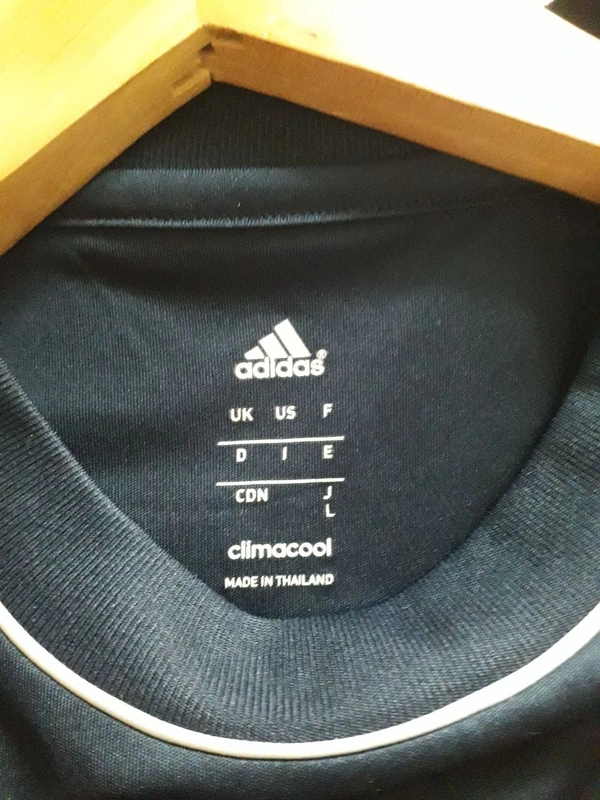 adidas®
UK US F
D I E
CDN J
L
climacool
MADE IN THAILAND